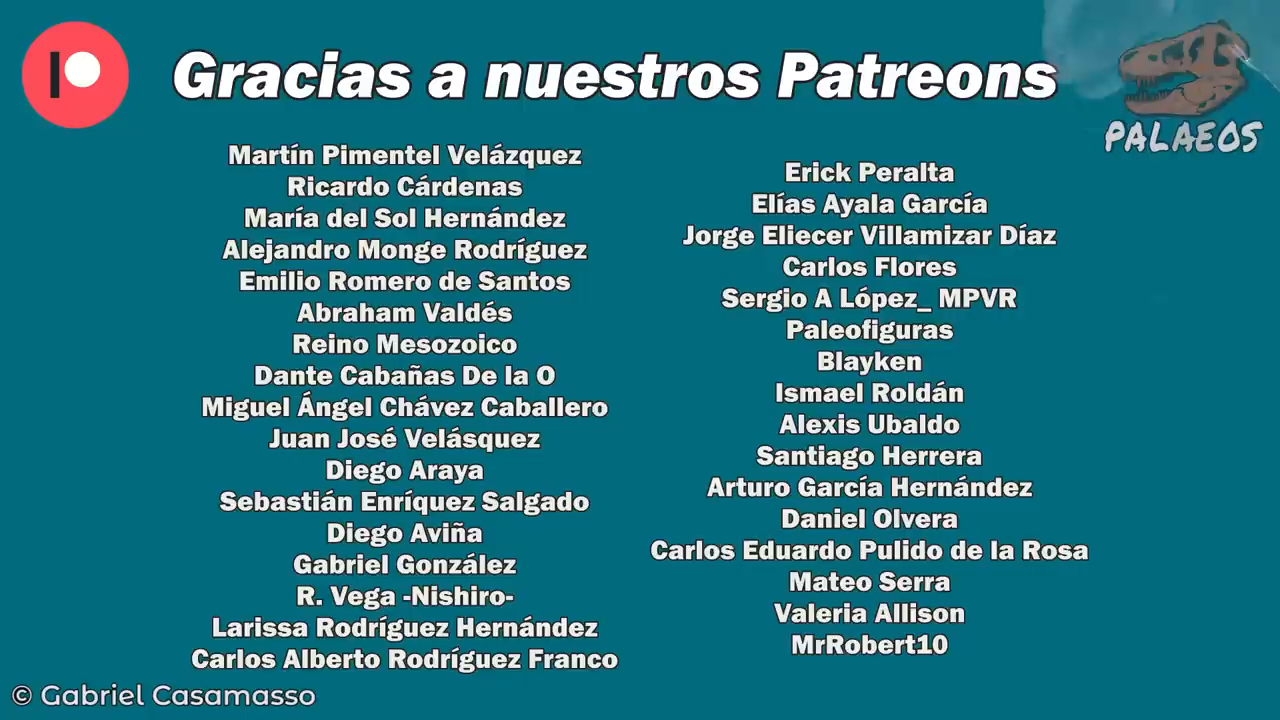 Gracias a nuestros Patreons
PALAEOS
Martín Pimentel Velázquez
Ricardo Cárdenas
María del Sol Hernández
Alejandro Monge Rodríguez
Emilio Romero de Santos
Abraham Valdés
Reino Mesozoico
Dante Cabañas De la O
Miguel Ángel Chávez Caballero
Juan José Velásquez
Diego Araya
Sebastián Enríquez Salgado
Diego Aviña
Gabriel González
R. Vega -Nishiro-
Larissa Rodríguez Hernández
Carlos Alberto Rodríguez Franco
Erick Peralta
Elías Ayala García
Jorge Eliecer Villamizar Díaz
Carlos Flores
Sergio A López_ MPVR
Paleofiguras
Blayken
Ismael Roldán
Alexis Ubaldo
Santiago Herrera
Arturo García Hernández
Daniel Olvera
Carlos Eduardo Pulido de la Rosa
Mateo Serra
Valeria Allison
MrRobert10
© Gabriel Casamasso